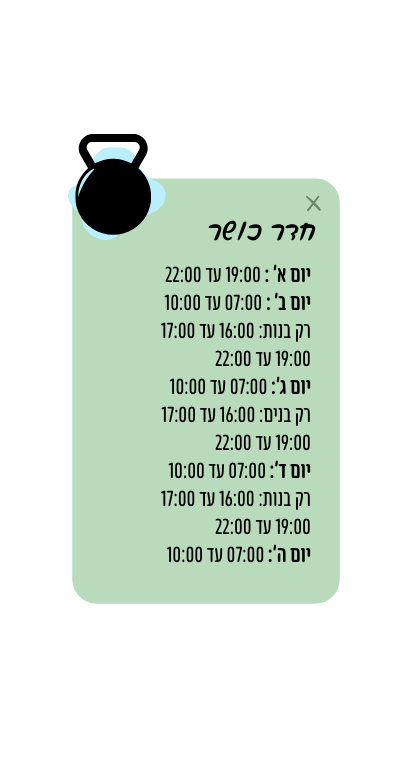 חדר כושר
יום א' : 19:00 עד 22:00
יום ב' : 07:00 עד 10:00
רק בנות: 16:00 עד 17:00
19:00 עד 22:00
יום ג': 07:00 עד 10:00
רק בנים: 16:00 עד 17:00
19:00 עד 22:00
יום ד': 07:00 עד 10:00
רק בנות: 16:00 עד 17:00
19:00 עד 22:00
יום ה': 07:00 עד 10:00